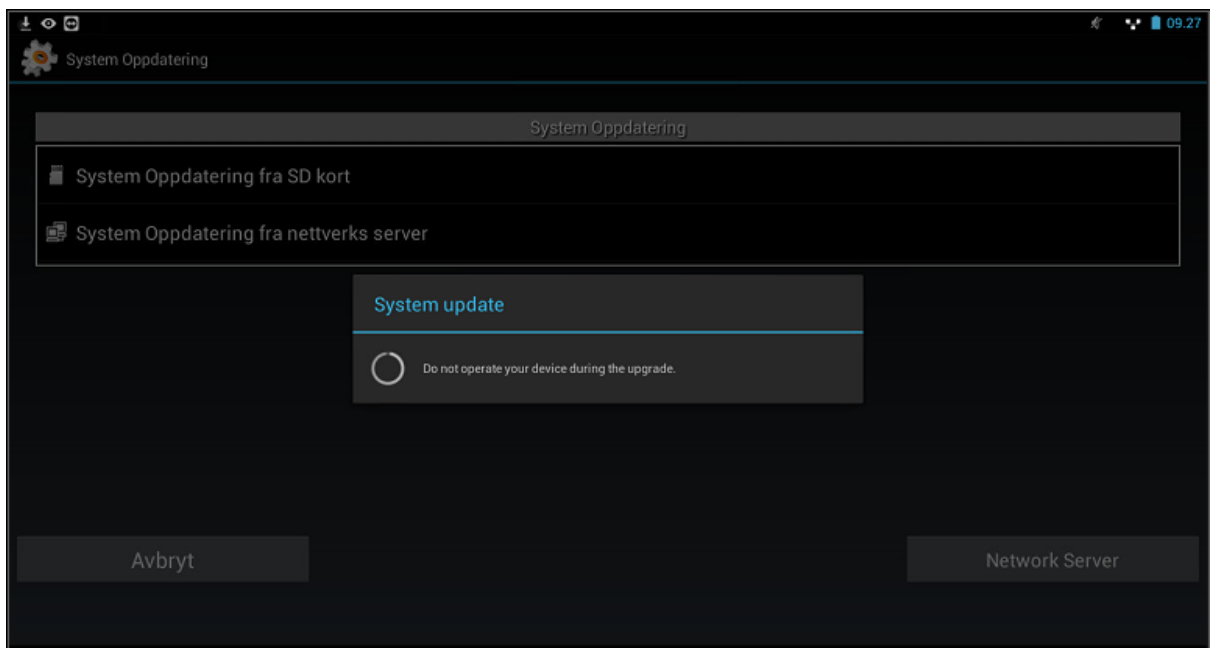 09.27
System Oppdatering
System Oppdatering
System Oppdatering fra SD kort
System Oppdatering fra nettverks server
System update
Do not operate your device during the upgrade.
Avbryt
Network Server